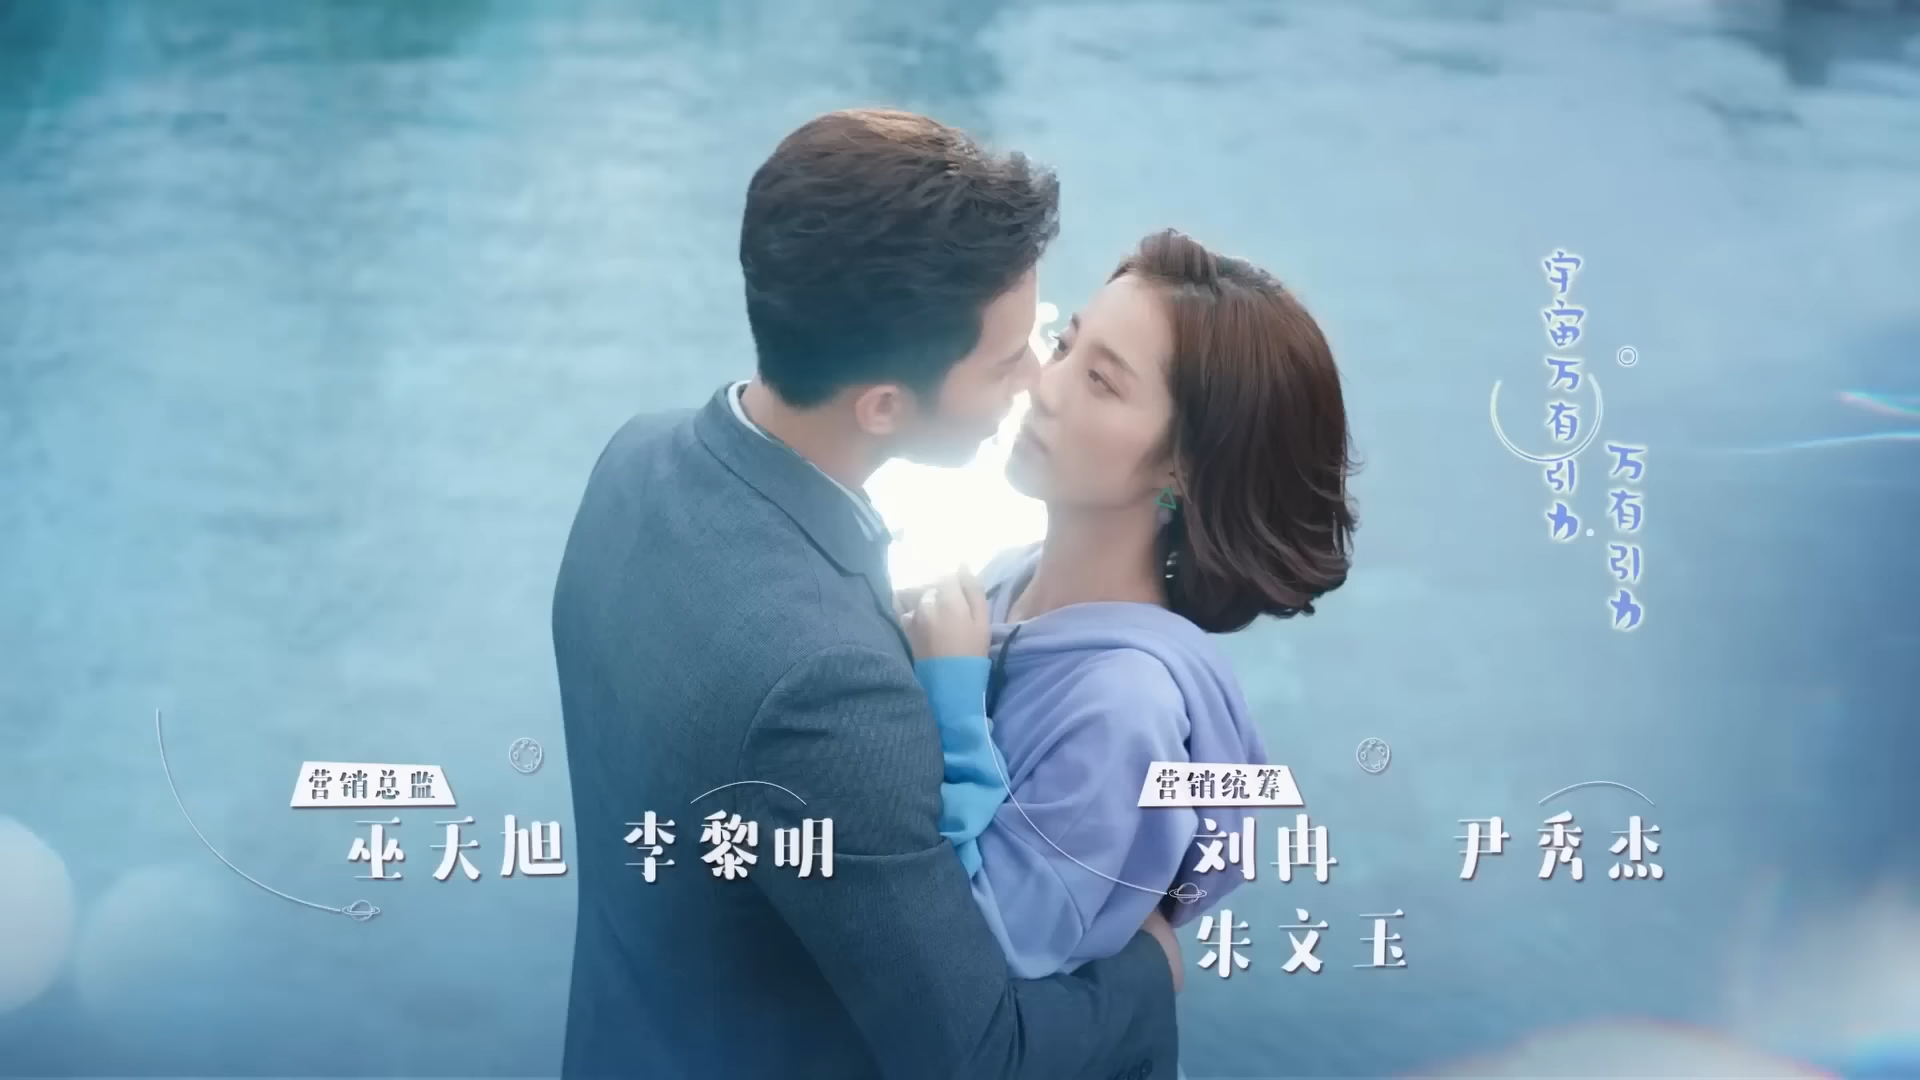 宇宙万有引力
万有引力
营销总监
巫天旭 李黎明
营销统筹
刘冉 尹秀杰
朱文玉